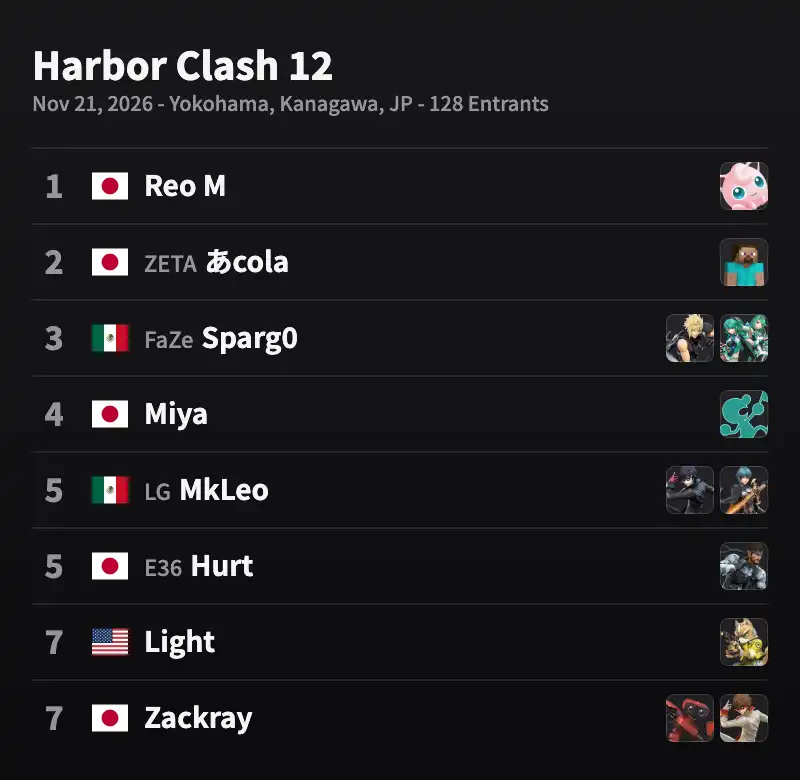 Harbor Clash 12
Nov 21, 2026 - Yokohama, Kanagawa, JP - 128 Entrants
1 Reo M
2 ZETA あcola
3 FaZe Sparg0
4 Miya
5 LG MkLeo
5 E36 Hurt
7 Light
7 Zackray